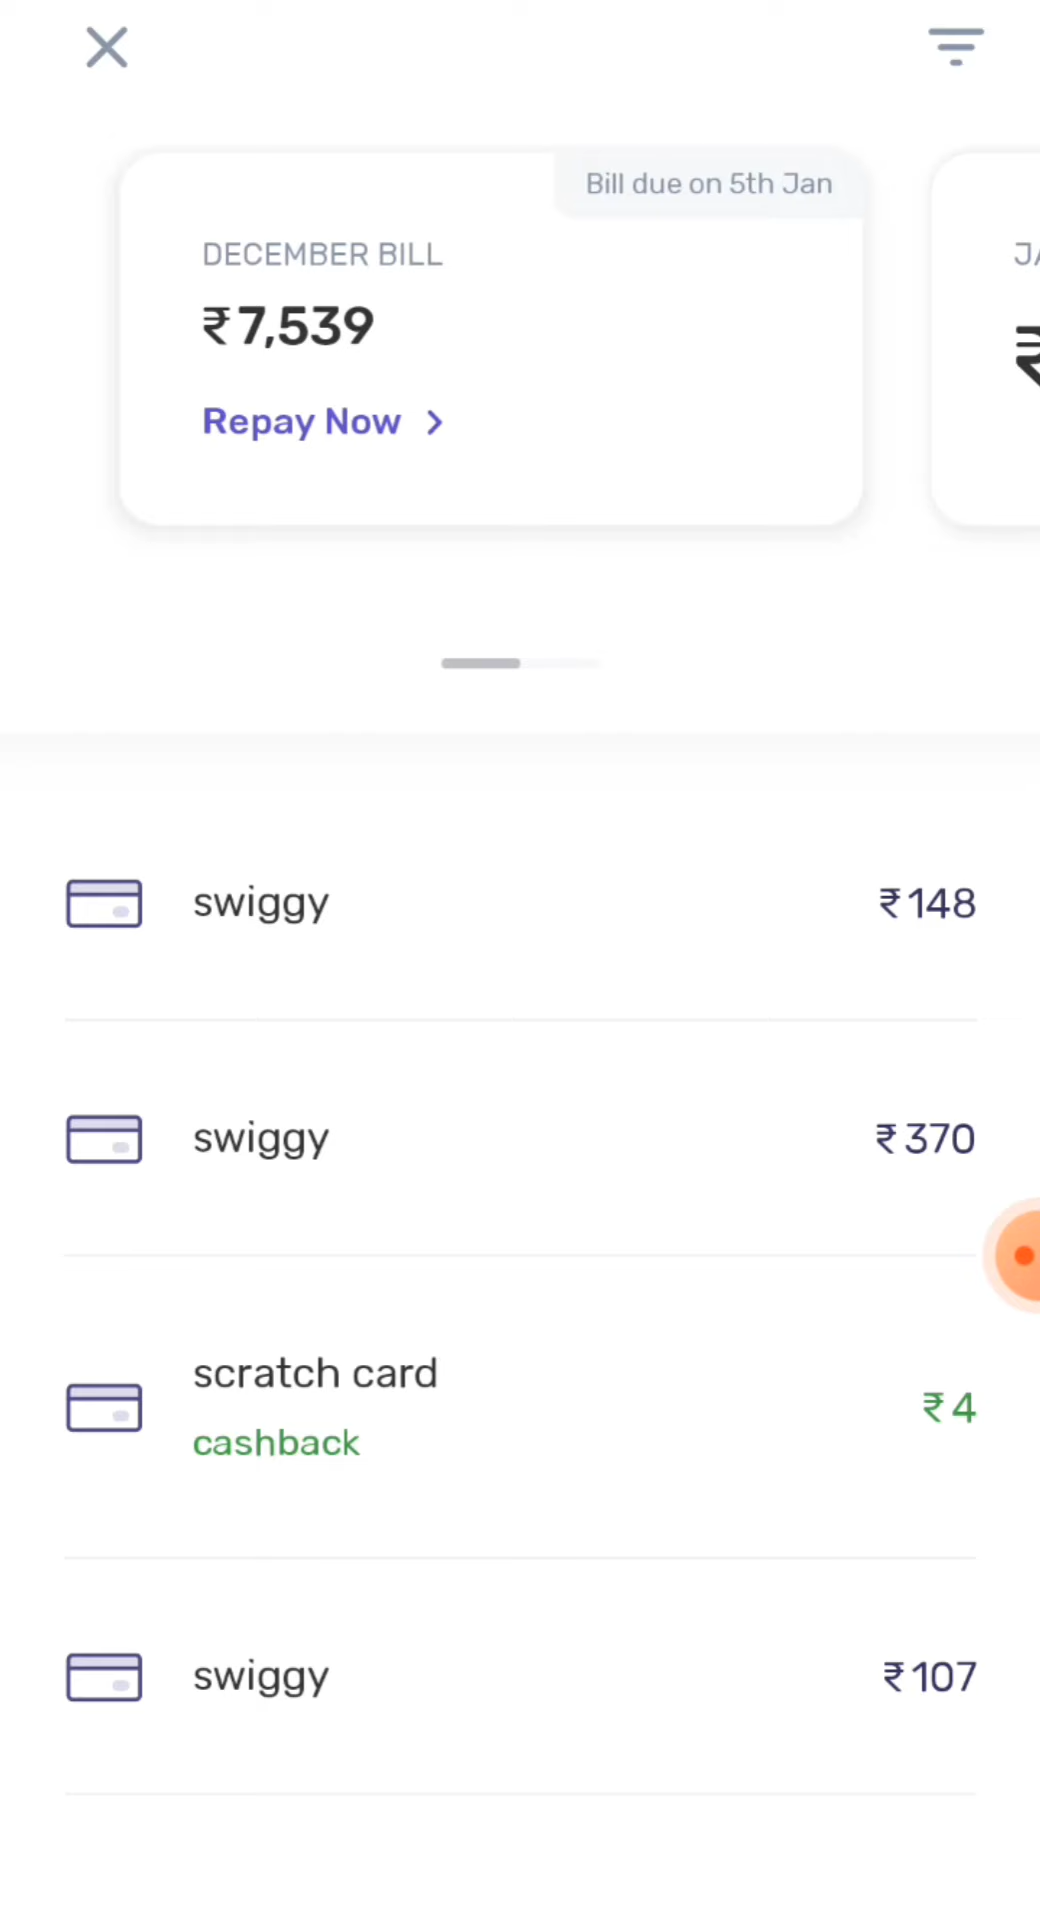 Bill due on 5th Jan
DECEMBER BILL
₹7,539
Repay Now
JA
₹
swiggy ₹148
swiggy ₹370
scratch card
cashback ₹4
swiggy ₹107